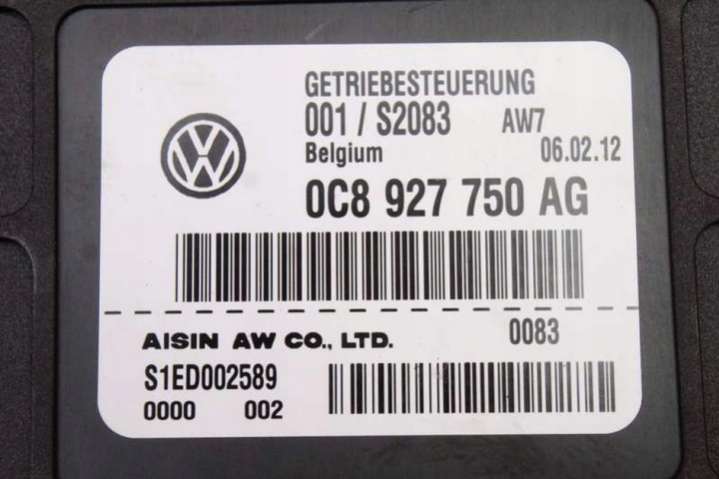 GETRIEBESTEUERUNG
001 / S2083 AW7
Belgium 06.02.12
0C8 927 750 AG
AISIN AW CO., LTD. 0083
S1ED002589
0000 002